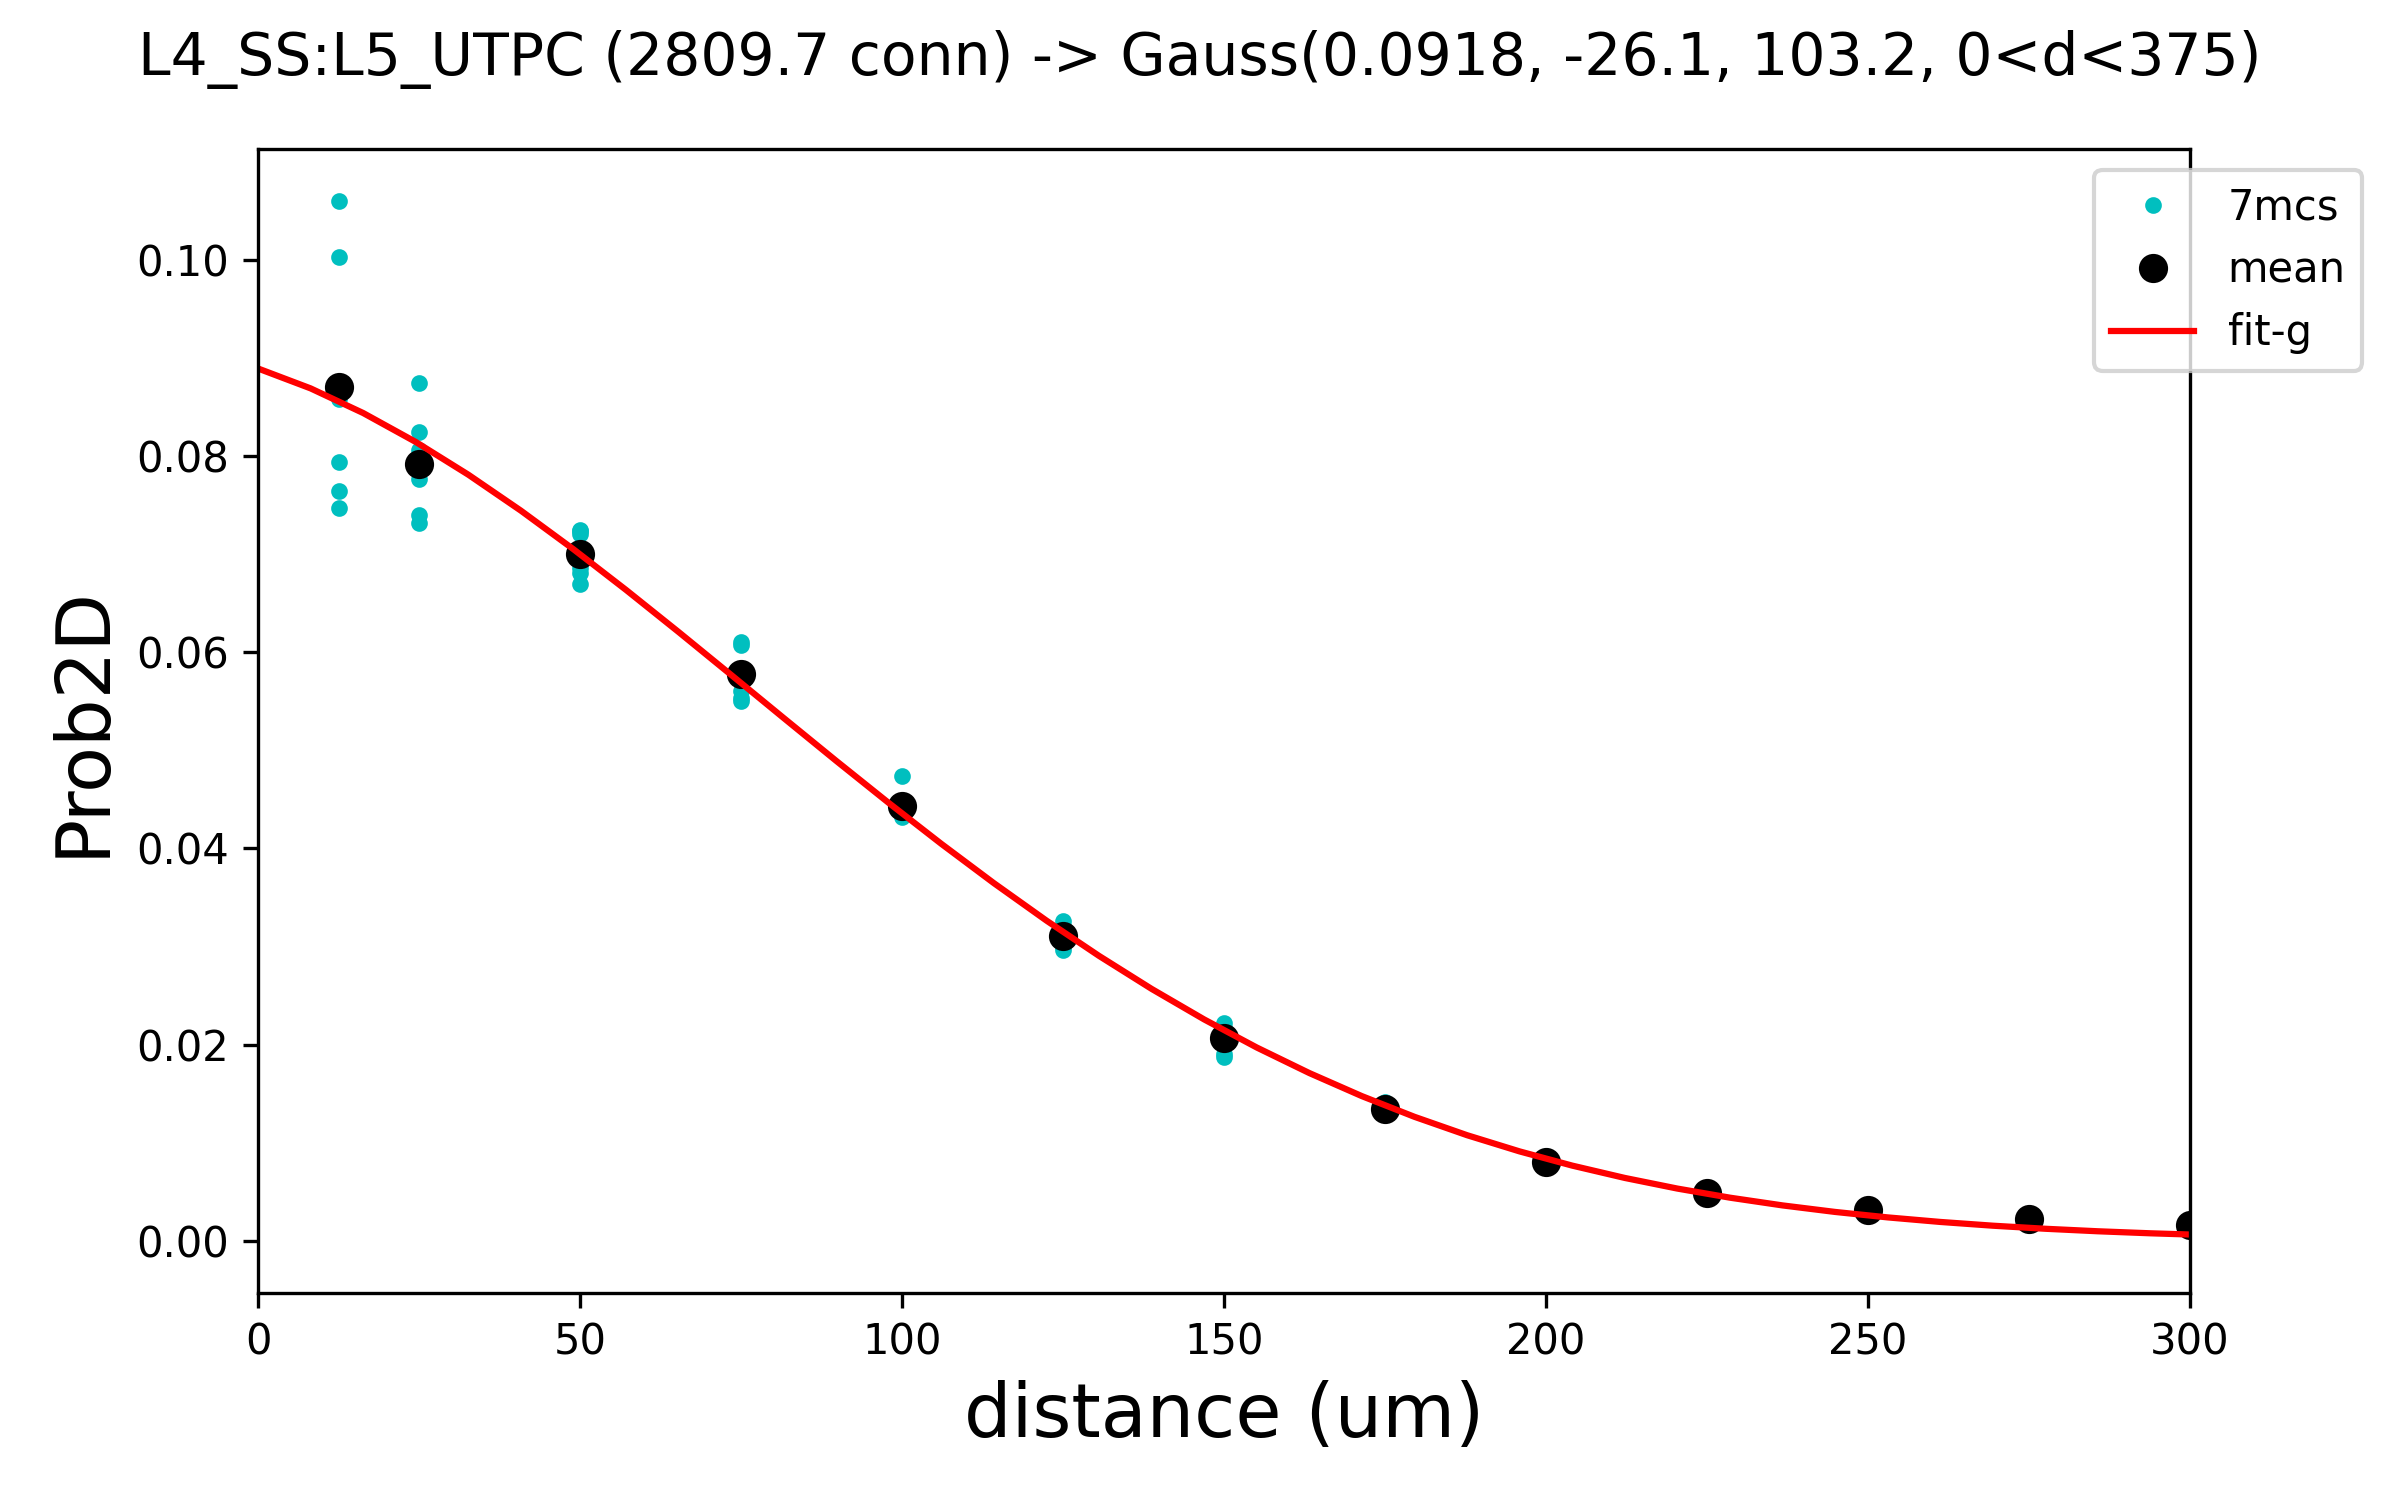 L4_SS:L5_UTPC (2809.7 conn) -> Gauss(0.0918, -26.1, 103.2, 0<d<375)
7mcs
mean
fit-g
0.10
0.08
0.06
0.04
0.02
0.00
Prob2D
0 50 100 150 200 250 300
distance (um)